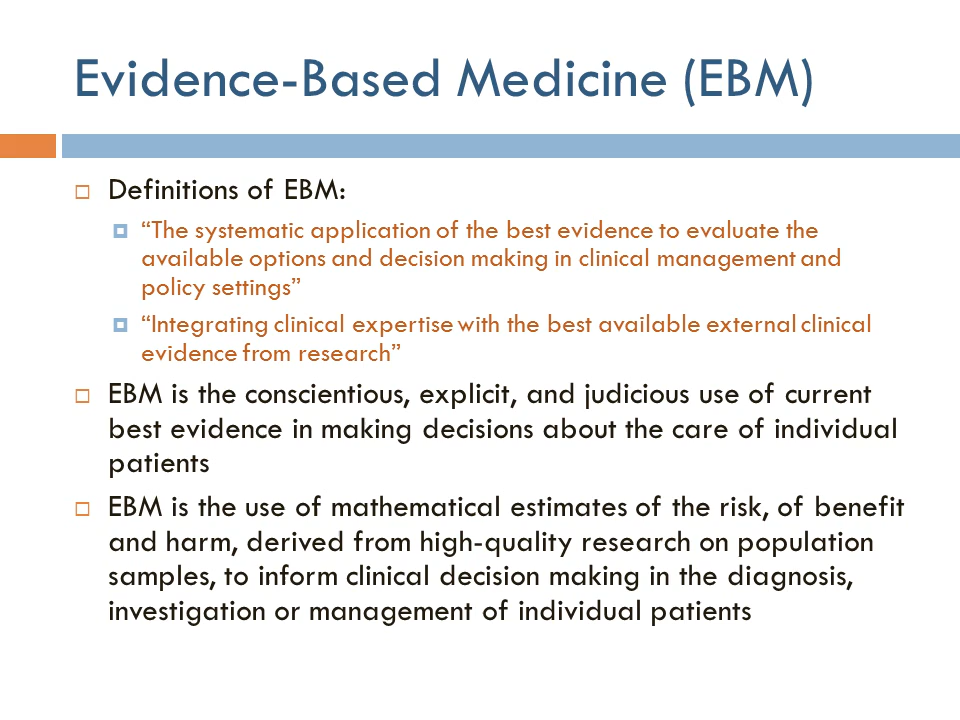 Evidence-Based Medicine (EBM)
Definitions of EBM:
“The systematic application of the best evidence to evaluate the
available options and decision making in clinical management and
policy settings”
“Integrating clinical expertise with the best available external clinical
evidence from research”
EBM is the conscientious, explicit, and judicious use of current
best evidence in making decisions about the care of individual
patients
EBM is the use of mathematical estimates of the risk, of benefit
and harm, derived from high-quality research on population
samples, to inform clinical decision making in the diagnosis,
investigation or management of individual patients